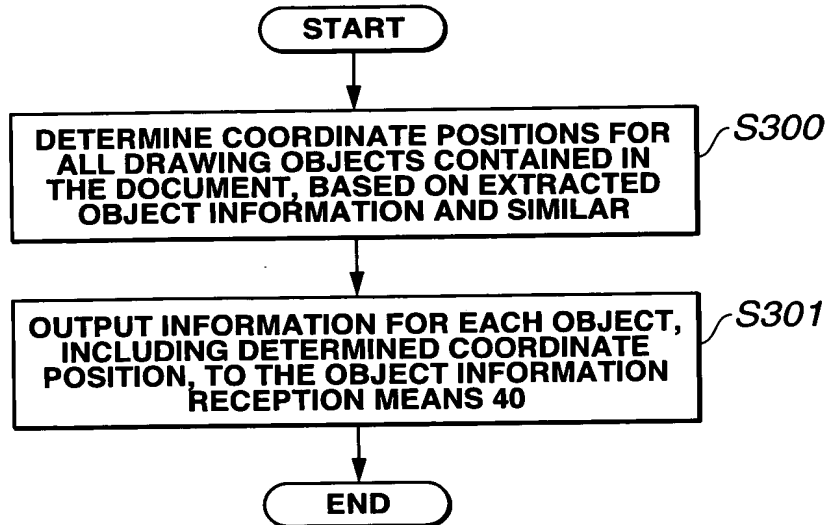 START
DETERMINE COORDINATE POSITIONS FOR
ALL DRAWING OBJECTS CONTAINED IN
THE DOCUMENT, BASED ON EXTRACTED
OBJECT INFORMATION AND SIMILAR
S300
OUTPUT INFORMATION FOR EACH OBJECT,
INCLUDING DETERMINED COORDINATE
POSITION, TO THE OBJECT INFORMATION
RECEPTION MEANS 40
S301
END